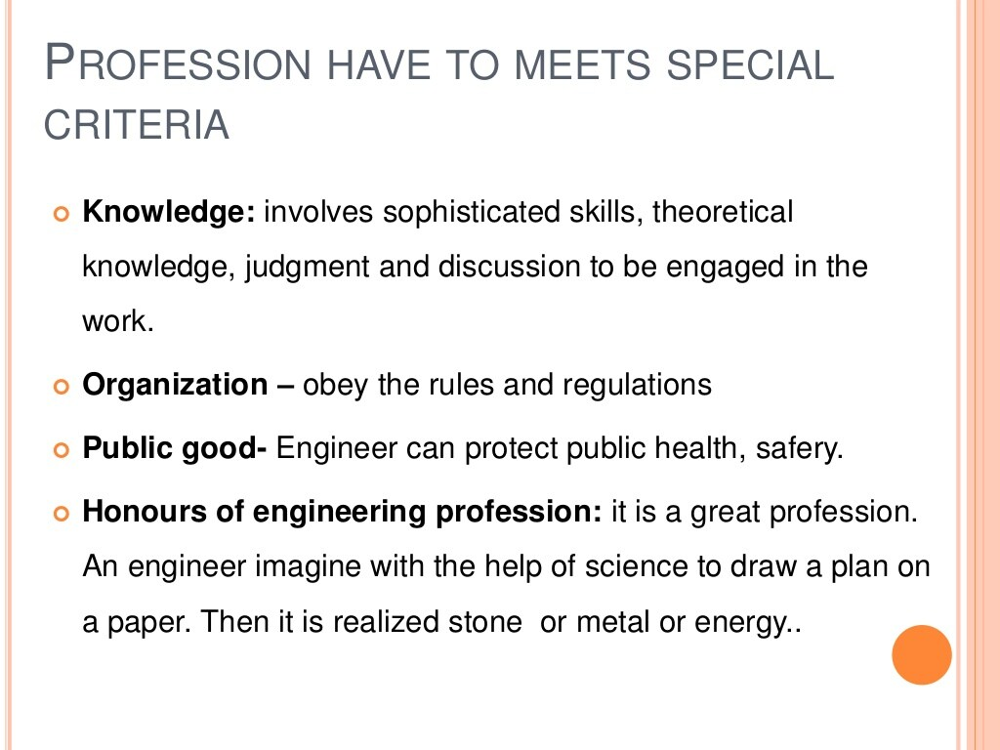 PROFESSION HAVE TO MEETS SPECIAL
CRITERIA
Knowledge: involves sophisticated skills, theoretical
knowledge, judgment and discussion to be engaged in the
work.
Organization – obey the rules and regulations
Public good- Engineer can protect public health, safery.
Honours of engineering profession: it is a great profession.
An engineer imagine with the help of science to draw a plan on
a paper. Then it is realized stone  or metal or energy..